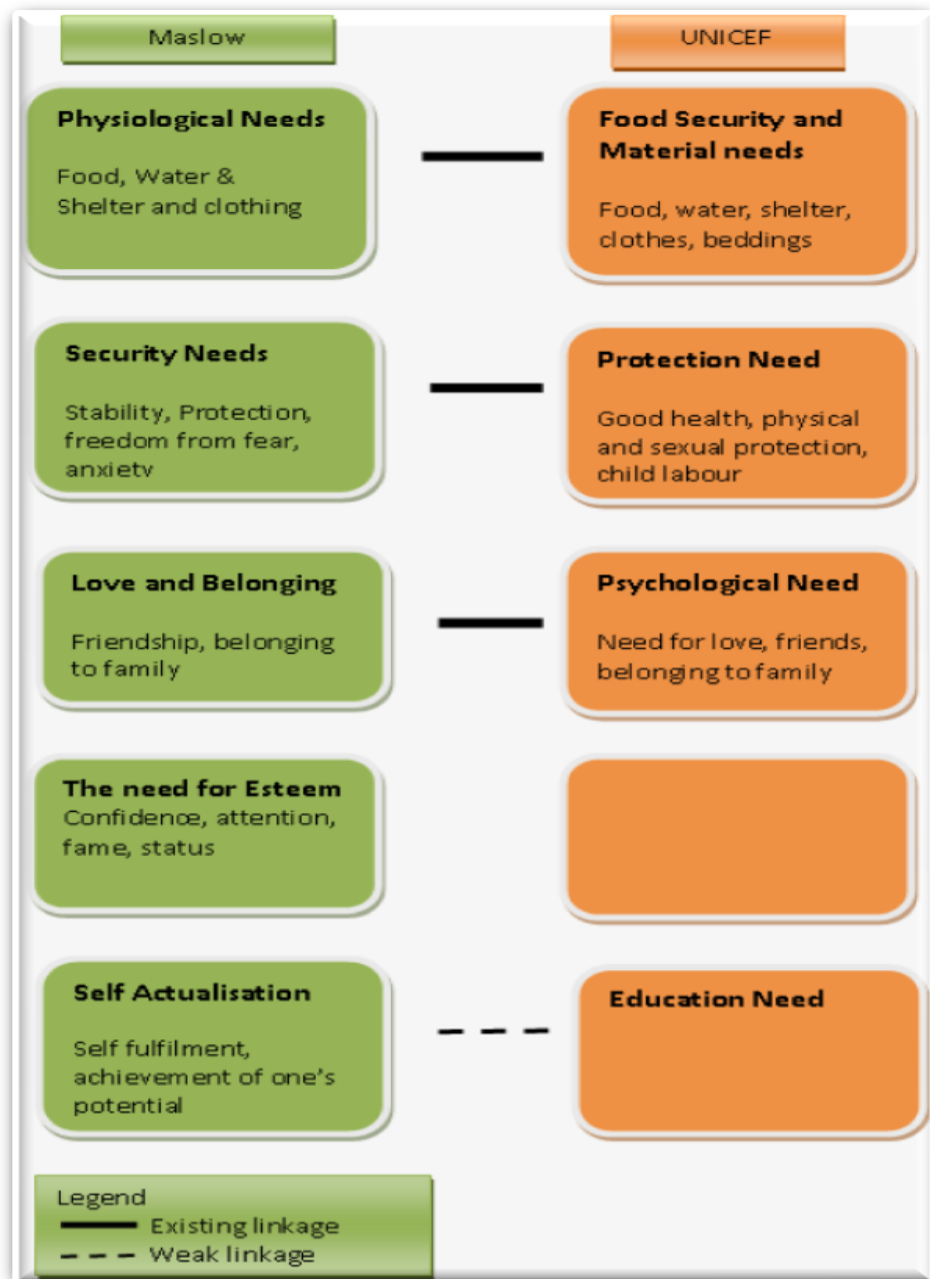 Maslow
UNICEF
Physiological Needs
Food, Water &
Shelter and clothing
Food Security and
Material needs
Food, water, shelter,
clothes, beddings
Security Needs
Stability, Protection,
freedom from fear,
anxiety
Protection Need
Good health, physical
and sexual protection,
child labour
Love and Belonging
Friendship, belonging
to family
Psychological Need
Need for love, friends,
belonging to family
The need for Esteem
Confidence, attention,
fame, status
Self Actualisation
Self fulfilment,
achievement of one's
potential
Education Need
Legend
Existing linkage
Weak linkage